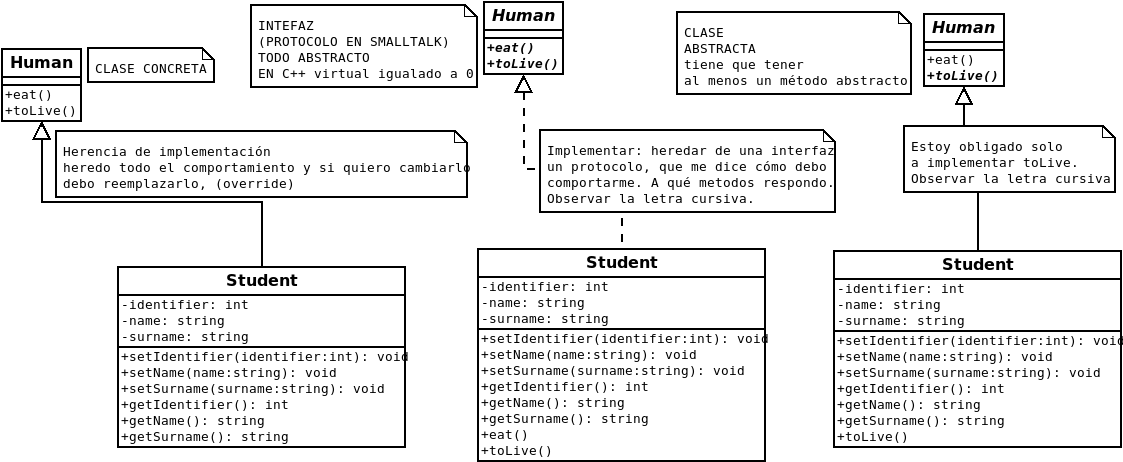 Human
+eat()
+toLive()
CLASE CONCRETA
Herencia de implementación
heredo todo el comportamiento y si quiero cambiarlo
debo reemplazarlo, (override)
Student
-identifier: int
-name: string
-surname: string
+setIdentifier(identifier:int): void
+setName(name:string): void
+setSurname(surname:string): void
+getIdentifier(): int
+getName(): string
+getSurname(): string
INTEFAZ
(PROTOCOLO EN SMALLTALK)
TODO ABSTRACTO
EN C++ virtual igualado a 0
Human
+eat()
+toLive()
Implementar: heredar de una interfaz
un protocolo, que me dice cómo debo
comportarme. A qué metodos respondo.
Observar la letra cursiva.
Student
-identifier: int
-name: string
-surname: string
+setIdentifier(identifier:int): void
+setName(name:string): void
+setSurname(surname:string): void
+getIdentifier(): int
+getName(): string
+getSurname(): string
+eat()
+toLive()
CLASE
ABSTRACTA
tiene que tener
al menos un método abstracto
Human
+eat()
+toLive()
Estoy obligado solo
a implementar toLive.
Observar la letra cursiva
Student
-identifier: int
-name: string
-surname: string
+setIdentifier(identifier:int): void
+setName(name:string): void
+setSurname(surname:string): void
+getIdentifier(): int
+getName(): string
+getSurname(): string
+toLive()